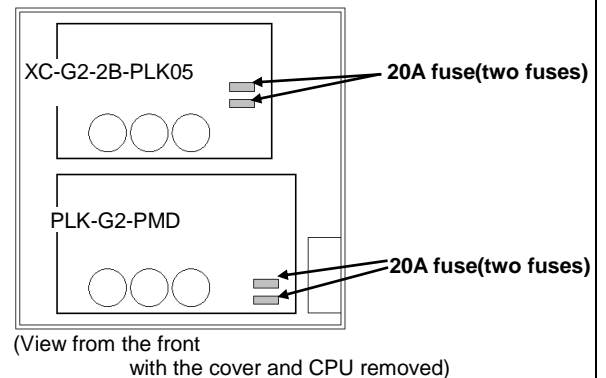 XC-G2-2B-PLK05
20A fuse(two fuses)
PLK-G2-PMD
20A fuse(two fuses)
(View from the front
with the cover and CPU removed)